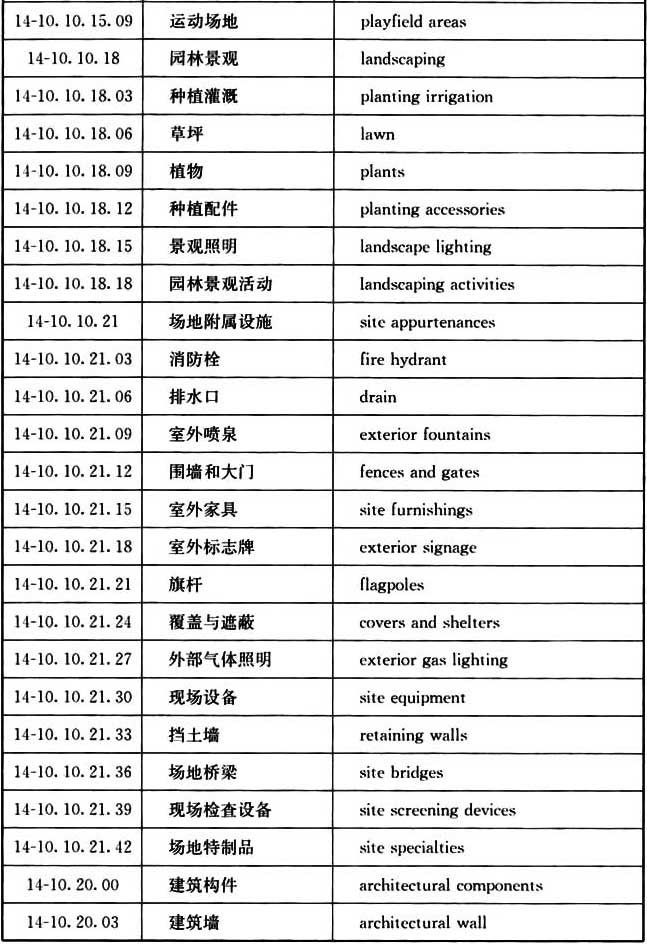 14-10.10.15.09 运动场地 playfield areas
14-10.10.18 园林景观 landscaping
14-10.10.18.03 种植灌溉 planting irrigation
14-10.10.18.06 草坪 lawn
14-10.10.18.09 植物 plants
14-10.10.18.12 种植配件 planting accessories
14-10.10.18.15 景观照明 landscape lighting
14-10.10.18.18 园林景观活动 landscaping activities
14-10.10.21 场地附属设施 site appurtenances
14-10.10.21.03 消防栓 fire hydrant
14-10.10.21.06 排水口 drain
14-10.10.21.09 室外喷泉 exterior fountains
14-10.10.21.12 围墙和大门 fences and gates
14-10.10.21.15 室外家具 site furnishings
14-10.10.21.18 室外标志牌 exterior signage
14-10.10.21.21 旗杆 flagpoles
14-10.10.21.24 覆盖与遮蔽 covers and shelters
14-10.10.21.27 外部气体照明 exterior gas lighting
14-10.10.21.30 现场设备 site equipment
14-10.10.21.33 挡土墙 retaining walls
14-10.10.21.36 场地桥梁 site bridges
14-10.10.21.39 现场检查设备 site screening devices
14-10.10.21.42 场地特制品 site specialties
14-10.20.00 建筑构件 architectural components
14-10.20.03 建筑墙 architectural wall